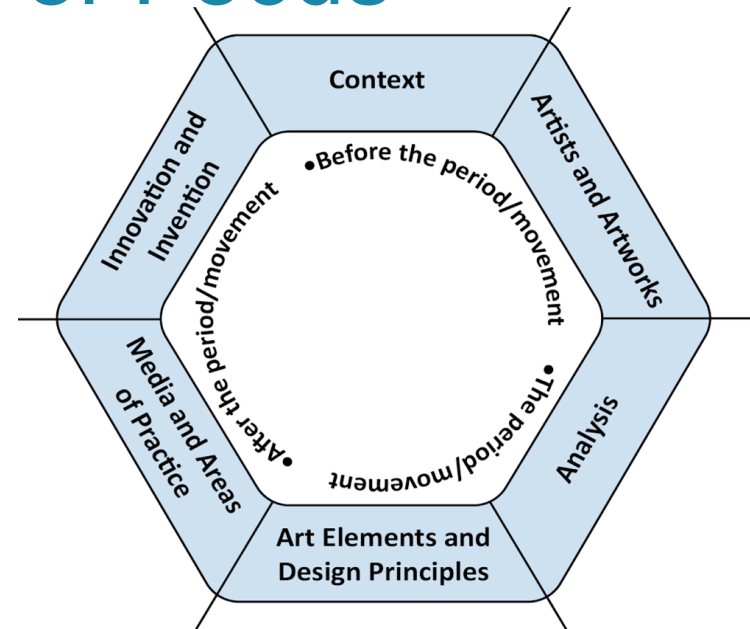 Context
Artists and Artworks
Analysis
Art Elements and
Design Principles
Media and Areas
of Practice
Innovation and
Invention
•Before the period/movement
•The period/movement
•After the period/movement